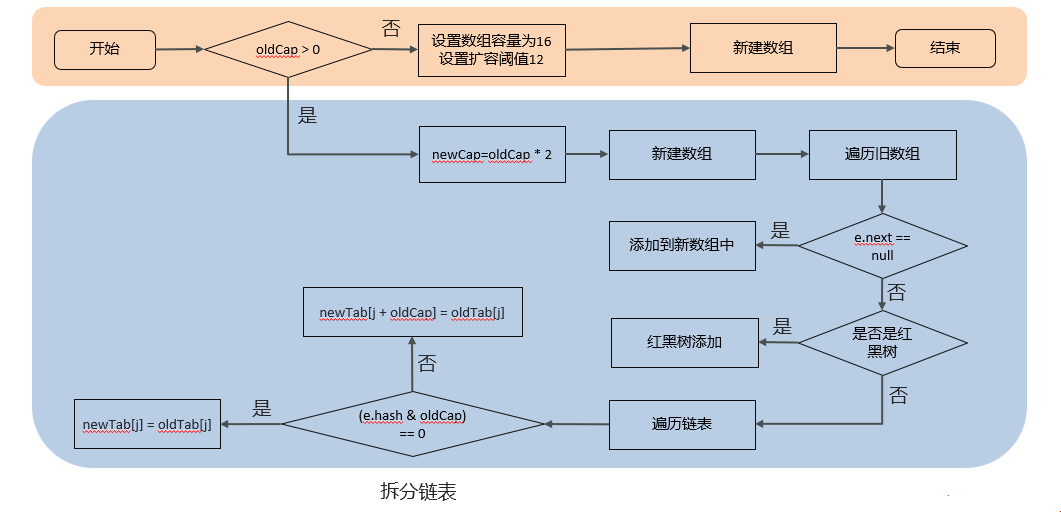 开始
oldCap > 0
否
设置数组容量为16
设置扩容阈值12
新建数组
结束
是
newCap=oldCap * 2
新建数组
遍历旧数组
e.next ==
null
是
添加到新数组中
否
是否是红
黑树
是
红黑树添加
否
遍历链表
(e.hash & oldCap)
== 0
否
newTab[j + oldCap] = oldTab[j]
是
newTab[j] = oldTab[j]
拆分链表